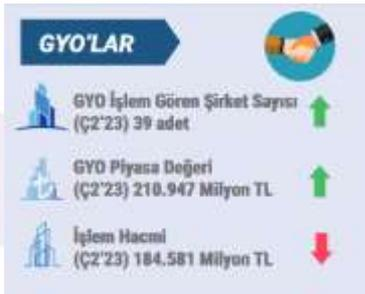 GYO'LAR
GYO İşlem Gören Şirket Sayısı
(Ç2'23) 39 adet
GYO Piyasa Değeri
(Ç2'23) 210.947 Milyon TL
İşlem Hacmi
(Ç2'23) 184.581 Milyon TL